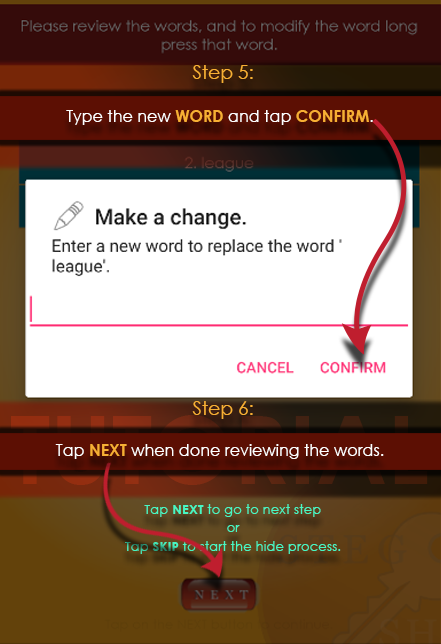 Please review the words, and to modify the word long
press that word.
Step 5:
Type the new WORD and tap CONFIRM.
2. league
Make a change.
Enter a new word to replace the word '
league'.
CANCEL CONFIRM
Step 6:
TUTORIAL
Tap NEXT when done reviewing the words.
Tap NEXT to go to next step
or
Tap SKIP to start the hide process.
NEXT